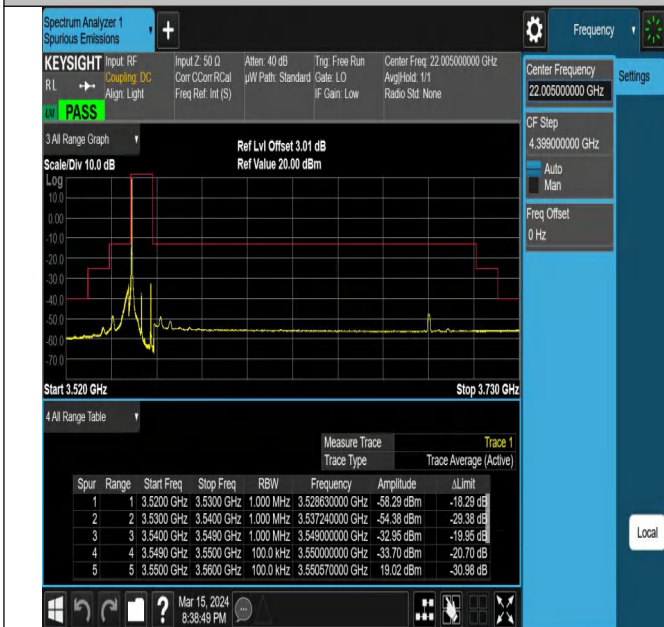 Spectrum Analyzer 1
Spurious Emissions
+
Frequency
KEYSIGHT Input: RF Input Z: 50 Ω Atten: 40 dB Trig: Free Run Center Freq: 22.005000000 GHz
RL Coupling: DC Corr CCorr RCal µW Path: Standard Gate: LO Avg|Hold: 1/1
Align: Light Freq Ref: Int (S) IF Gain: Low Radio Std: None
PASS
Center Frequency
22.005000000 GHz
Settings
CF Step
4.399000000 GHz
Auto
Man
Freq Offset
0 Hz
3 All Range Graph
Ref Lvl Offset 3.01 dB
Scale/Div 10.0 dB Ref Value 20.00 dBm
Log
10.0
0.00
-10.0
-20.0
-30.0
-40.0
-50.0
-60.0
-70.0
Start 3.520 GHz Stop 3.730 GHz
4 All Range Table
Measure Trace Trace 1
Trace Type Trace Average (Active)
Spur Range Start Freq Stop Freq RBW Frequency Amplitude ΔLimit
1 1 3.5200 GHz 3.5300 GHz 1.000 MHz 3.528630000 GHz -58.29 dBm -18.29 dB
2 2 3.5300 GHz 3.5400 GHz 1.000 MHz 3.537240000 GHz -54.38 dBm -29.38 dB
3 3 3.5400 GHz 3.5490 GHz 1.000 MHz 3.549000000 GHz -32.95 dBm -19.95 dB
4 4 3.5490 GHz 3.5500 GHz 100.0 kHz 3.550000000 GHz -33.70 dBm -20.70 dB
5 5 3.5500 GHz 3.5600 GHz 100.0 kHz 3.550570000 GHz 19.02 dBm -30.98 dB
Local
?
Mar 15, 2024
8:38:49 PM